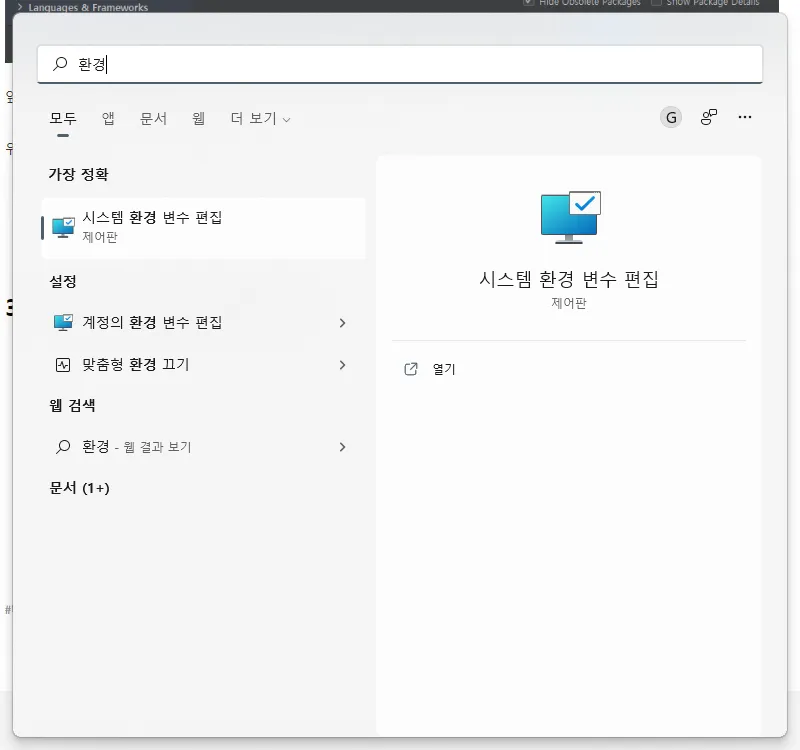 Languages & Frameworks
Hide Obsolete Packages
Show Package Details
환경
모두
앱
문서
웹
더 보기
G
가장 정확
시스템 환경 변수 편집
제어판
설정
계정의 환경 변수 편집
맞춤형 환경 끄기
웹 검색
환경 - 웹 결과 보기
문서 (1+)
시스템 환경 변수 편집
제어판
열기